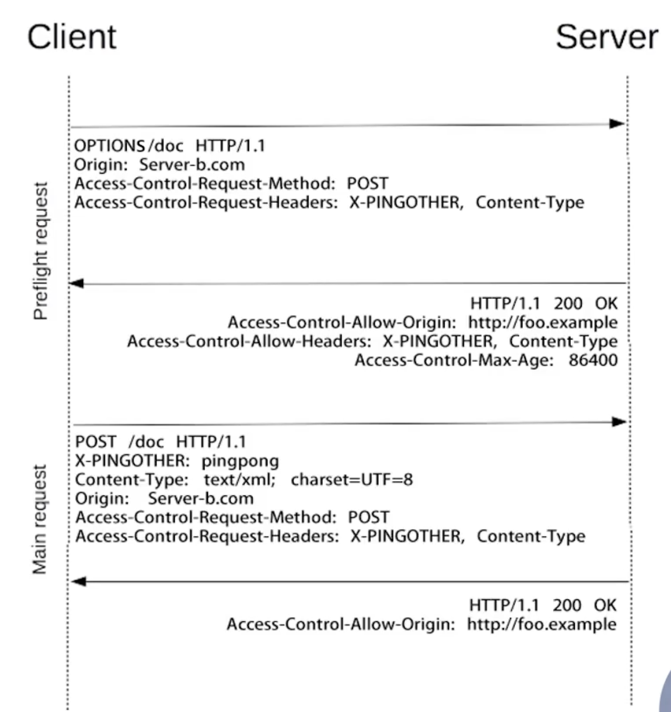 Client
Server
Preflight request
OPTIONS/doc HTTP/1.1
Origin: Server-b.com
Access-Control-Request-Method: POST
Access-Control-Request-Headers: X-PINGOTHER, Content-Type
HTTP/1.1 200 OK
Access-Control-Allow-Origin: http://foo.example
Access-Control-Allow-Headers: X-PINGOTHER, Content-Type
Access-Control-Max-Age: 86400
Main request
POST /doc HTTP/1.1
X-PINGOTHER: pingpong
Content-Type: text/xml; charset=UTF=8
Origin: Server-b.com
Access-Control-Request-Method: POST
Access-Control-Request-Headers: X-PINGOTHER, Content-Type
HTTP/1.1 200 OK
Access-Control-Allow-Origin: http://foo.example